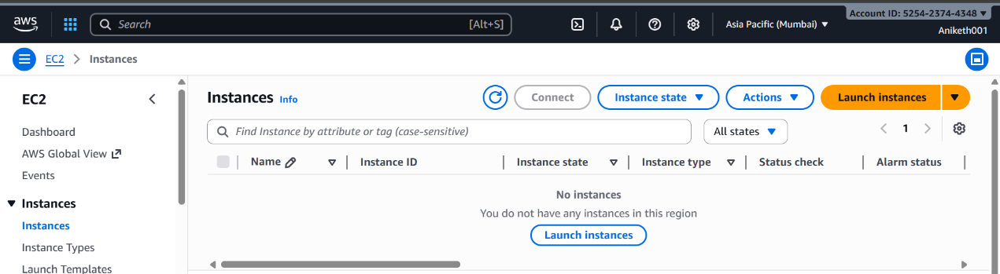 aws
Search [Alt+S]
Asia Pacific (Mumbai)
Account ID: 5254-2374-4348
Aniketh001
EC2 Instances
EC2
Dashboard
AWS Global View
Events
Instances
Instances
Instance Types
Launch Templates
Instances Info
Connect
Instance state
Actions
Launch instances
Find Instance by attribute or tag (case-sensitive)
All states
1
Name Instance ID Instance state Instance type Status check Alarm status
No instances
You do not have any instances in this region
Launch instances